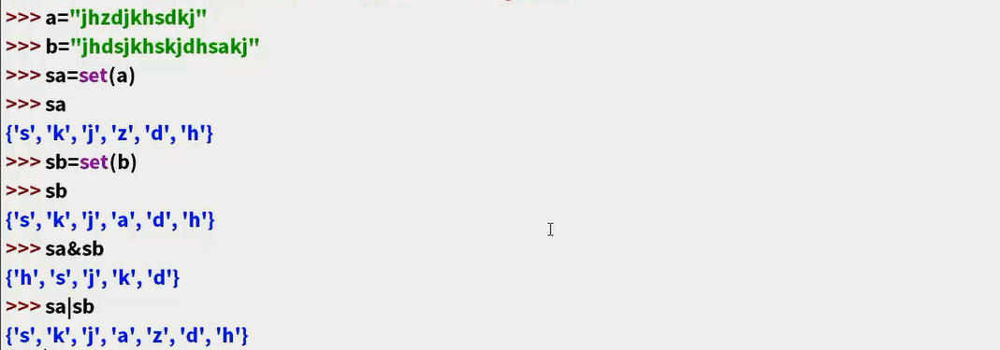 >>> a="jhzdjkhsdkj"
>>> b="jhdsjkhskjdhsakj"
>>> sa=set(a)
>>> sa
{'s', 'k', 'j', 'z', 'd', 'h'}
>>> sb=set(b)
>>> sb
{'s', 'k', 'j', 'a', 'd', 'h'}
>>> sa&sb
{'h', 's', 'j', 'k', 'd'}
>>> sa|sb
{'s', 'k', 'j', 'a', 'z', 'd', 'h'}